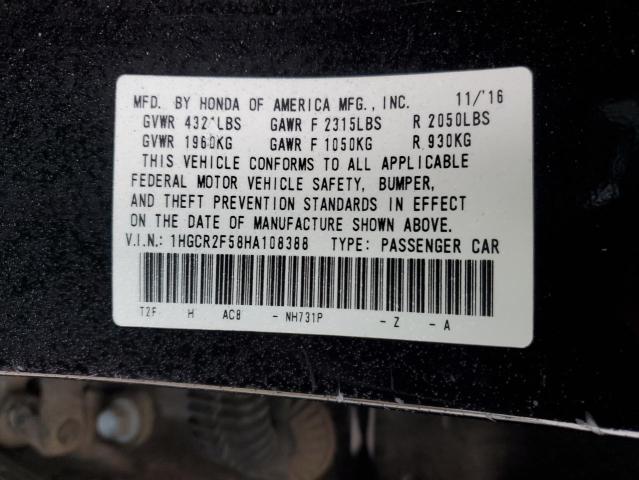 MFD. BY HONDA OF AMERICA MFG., INC. 11/'16
GVWR GAWR F 2315LBS R 2050LBS
GVWR 1960KG GAWR F 1050KG R 930KG
THIS VEHICLE CONFORMS TO ALL APPLICABLE
FEDERAL MOTOR VEHICLE SAFETY, BUMPER,
AND THEFT PREVENTION STANDARDS IN EFFECT
ON THE DATE OF MANUFACTURE SHOWN ABOVE.
V.I.N.: 1HGCR2F58HA108388 TYPE: PASSENGER CAR
T2F H AC8 - NH731P - Z - A